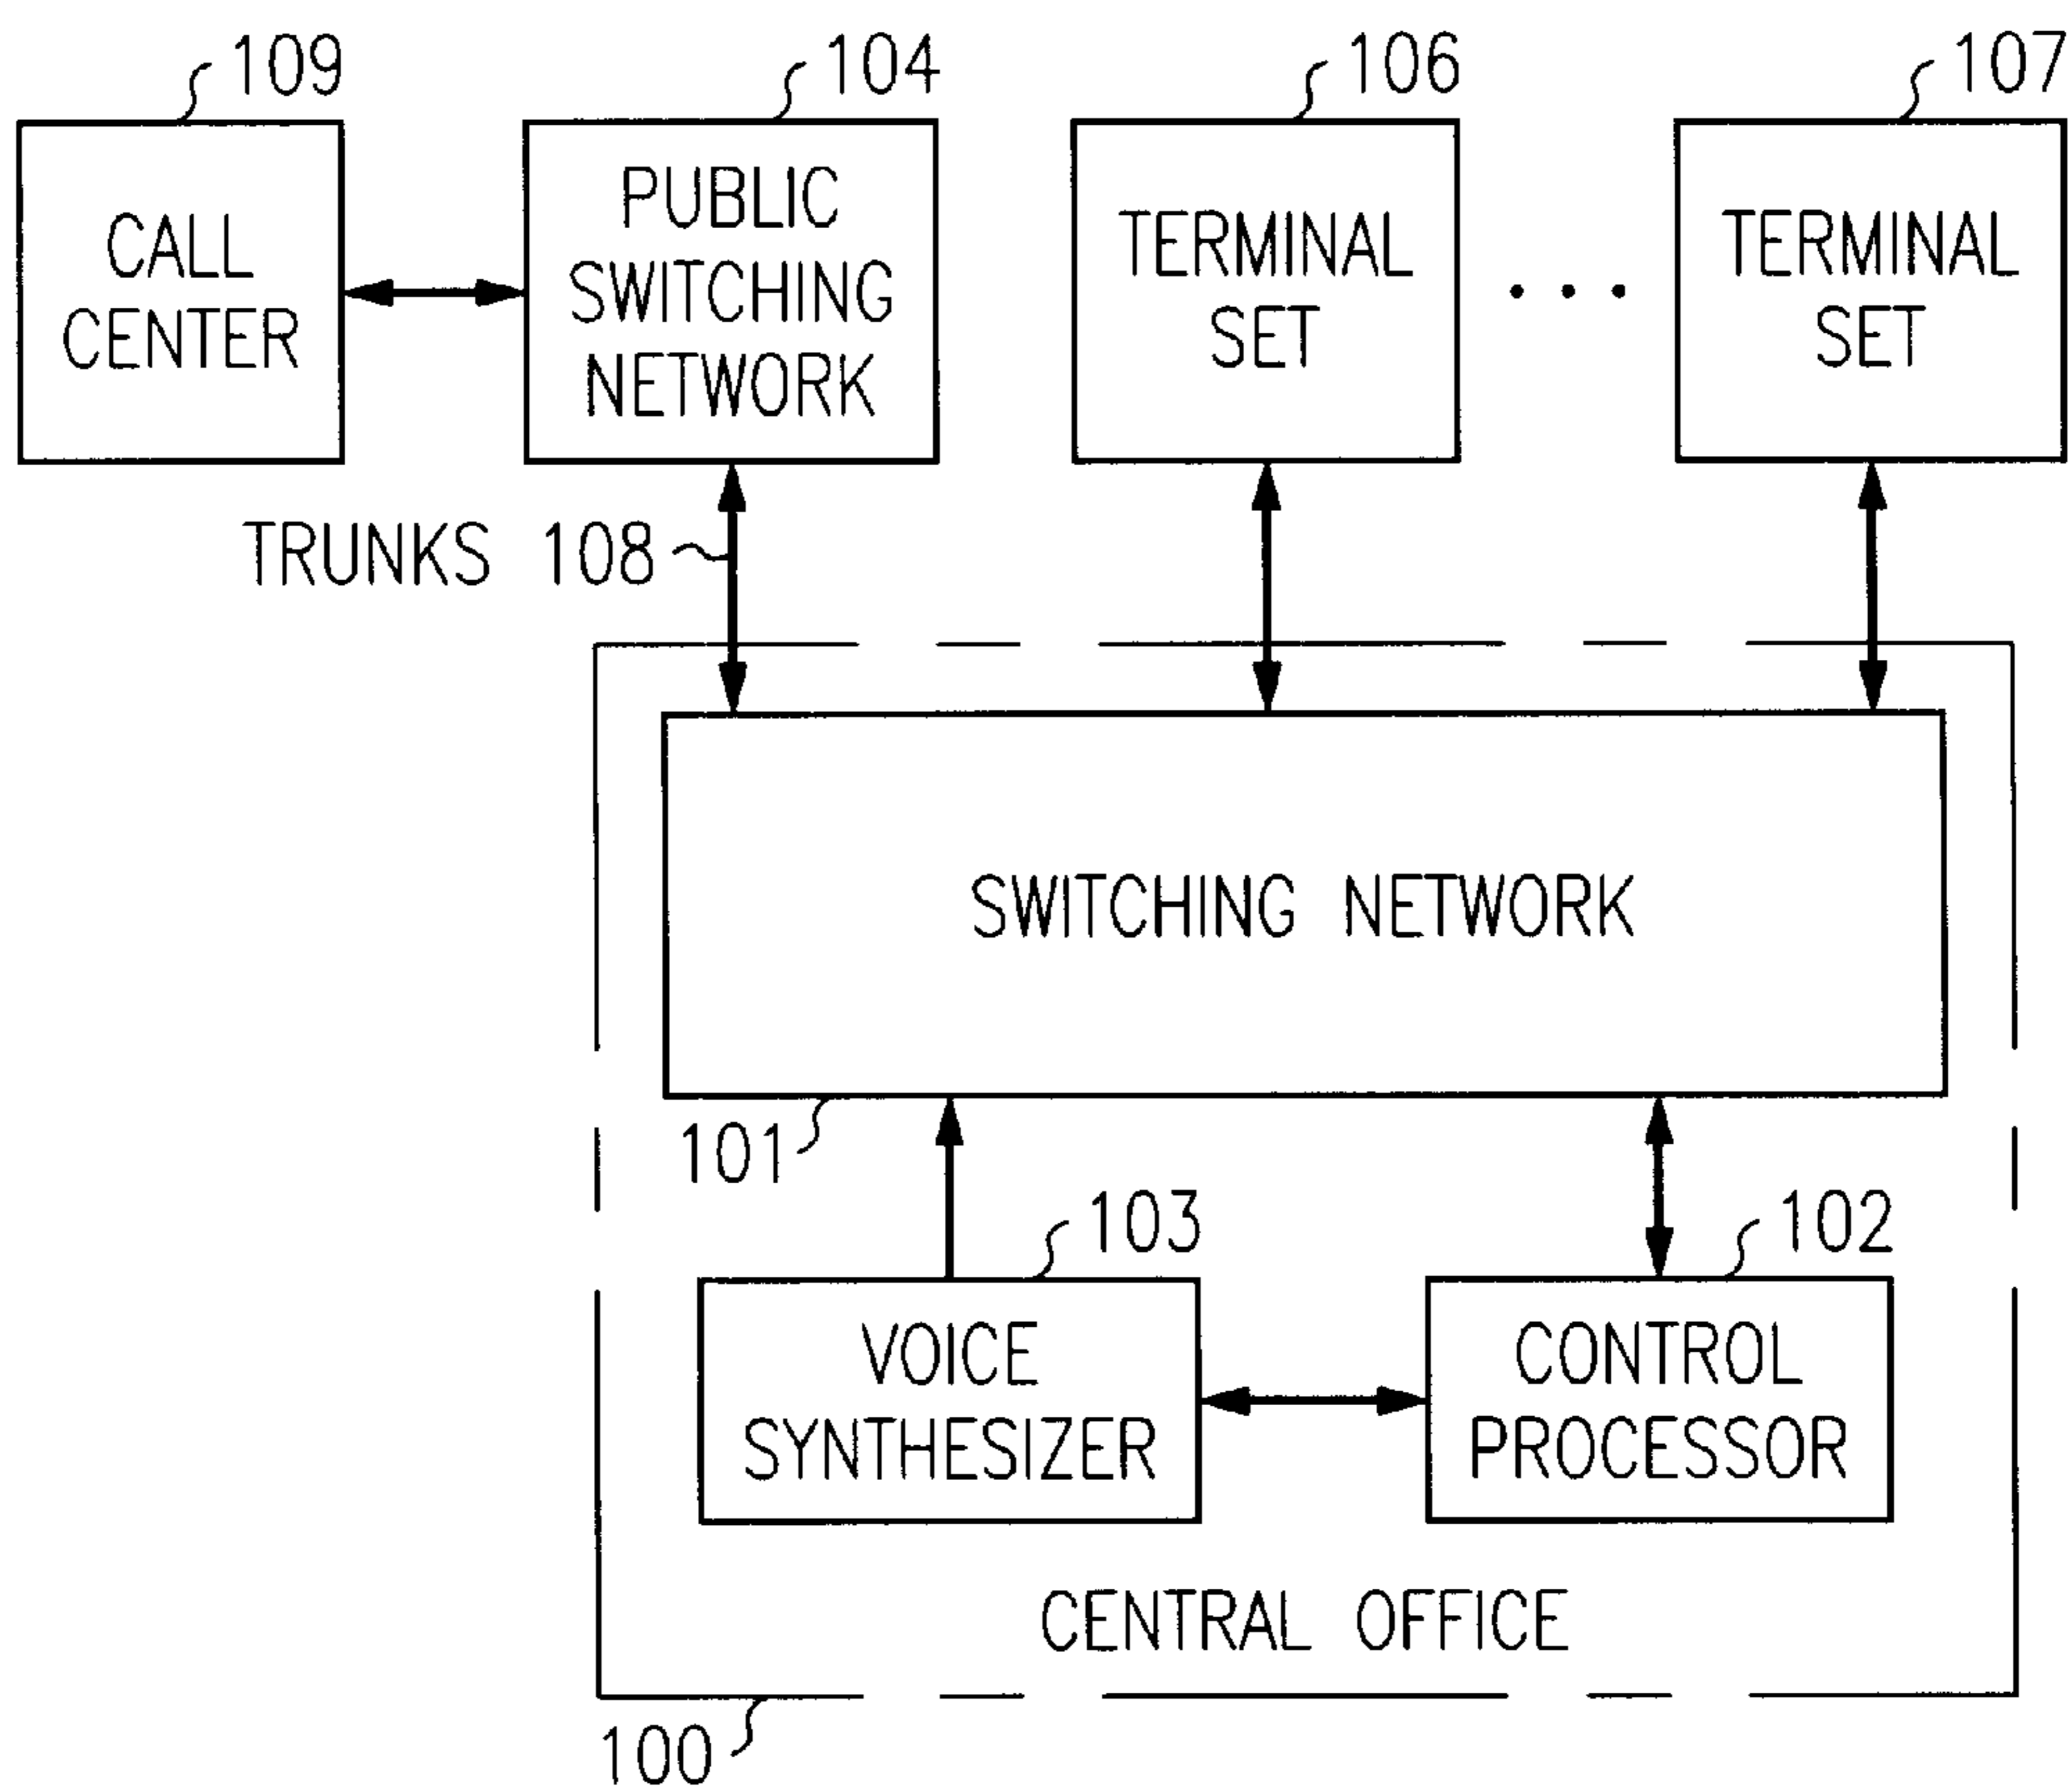 109
104
106
107
CALL
CENTER
PUBLIC
SWITCHING
NETWORK
TERMINAL
SET
TERMINAL
SET
TRUNKS 108
SWITCHING NETWORK
101
103
102
VOICE
SYNTHESIZER
CONTROL
PROCESSOR
CENTRAL OFFICE
100